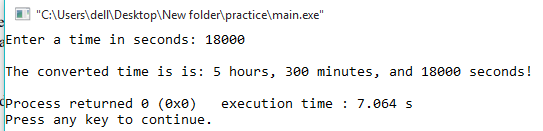 "C:\Users\dell\Desktop\New folder\practice\main.exe"
Enter a time in seconds: 18000
The converted time is is: 5 hours, 300 minutes, and 18000 seconds!
Process returned 0 (0x0)   execution time : 7.064 s
Press any key to continue.